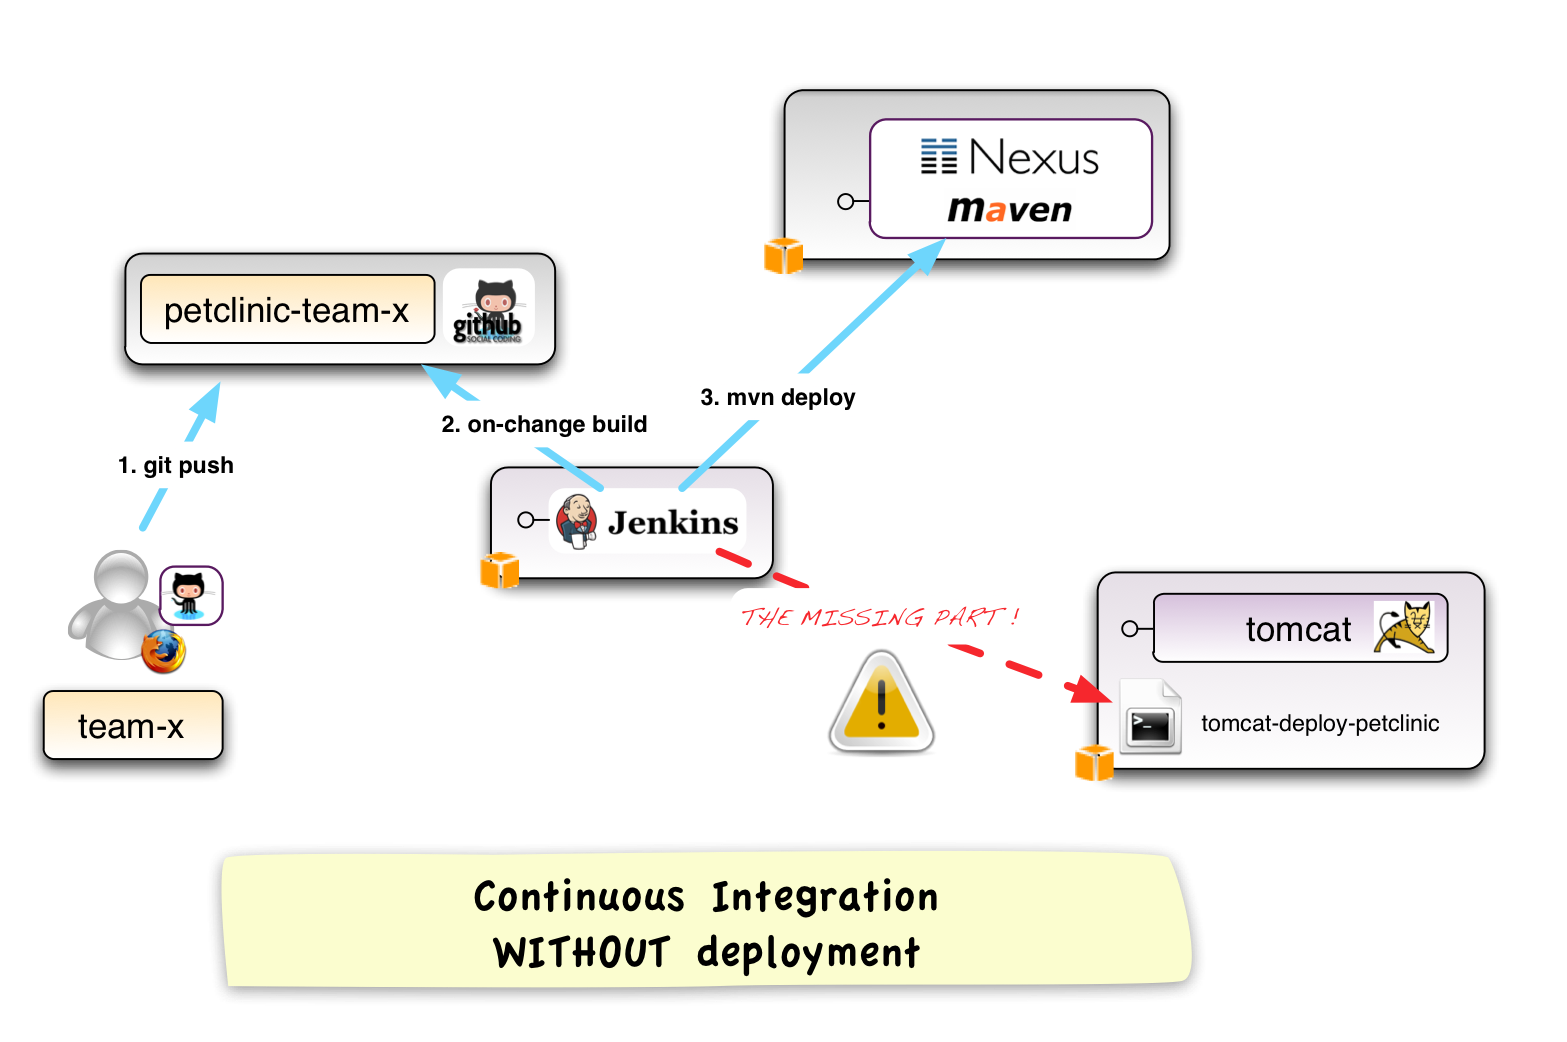 Nexus
maven
petclinic-team-x
github
SOCIAL CODING
3. mvn deploy
2. on-change build
1. git push
Jenkins
THE MISSING PART !
tomcat
>_
tomcat-deploy-petclinic
team-x
Continuous Integration
WITHOUT deployment